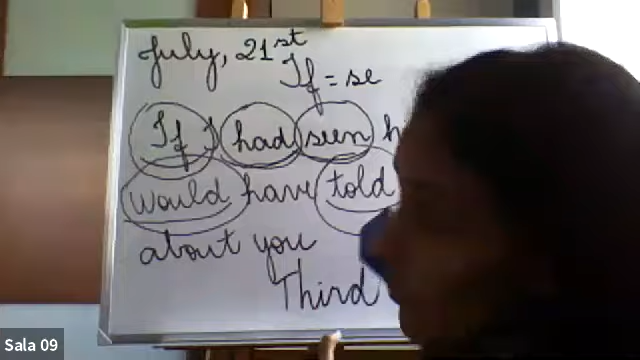 July, 21st
If = se
If I had seen
would have told
about you
Third
Sala 09